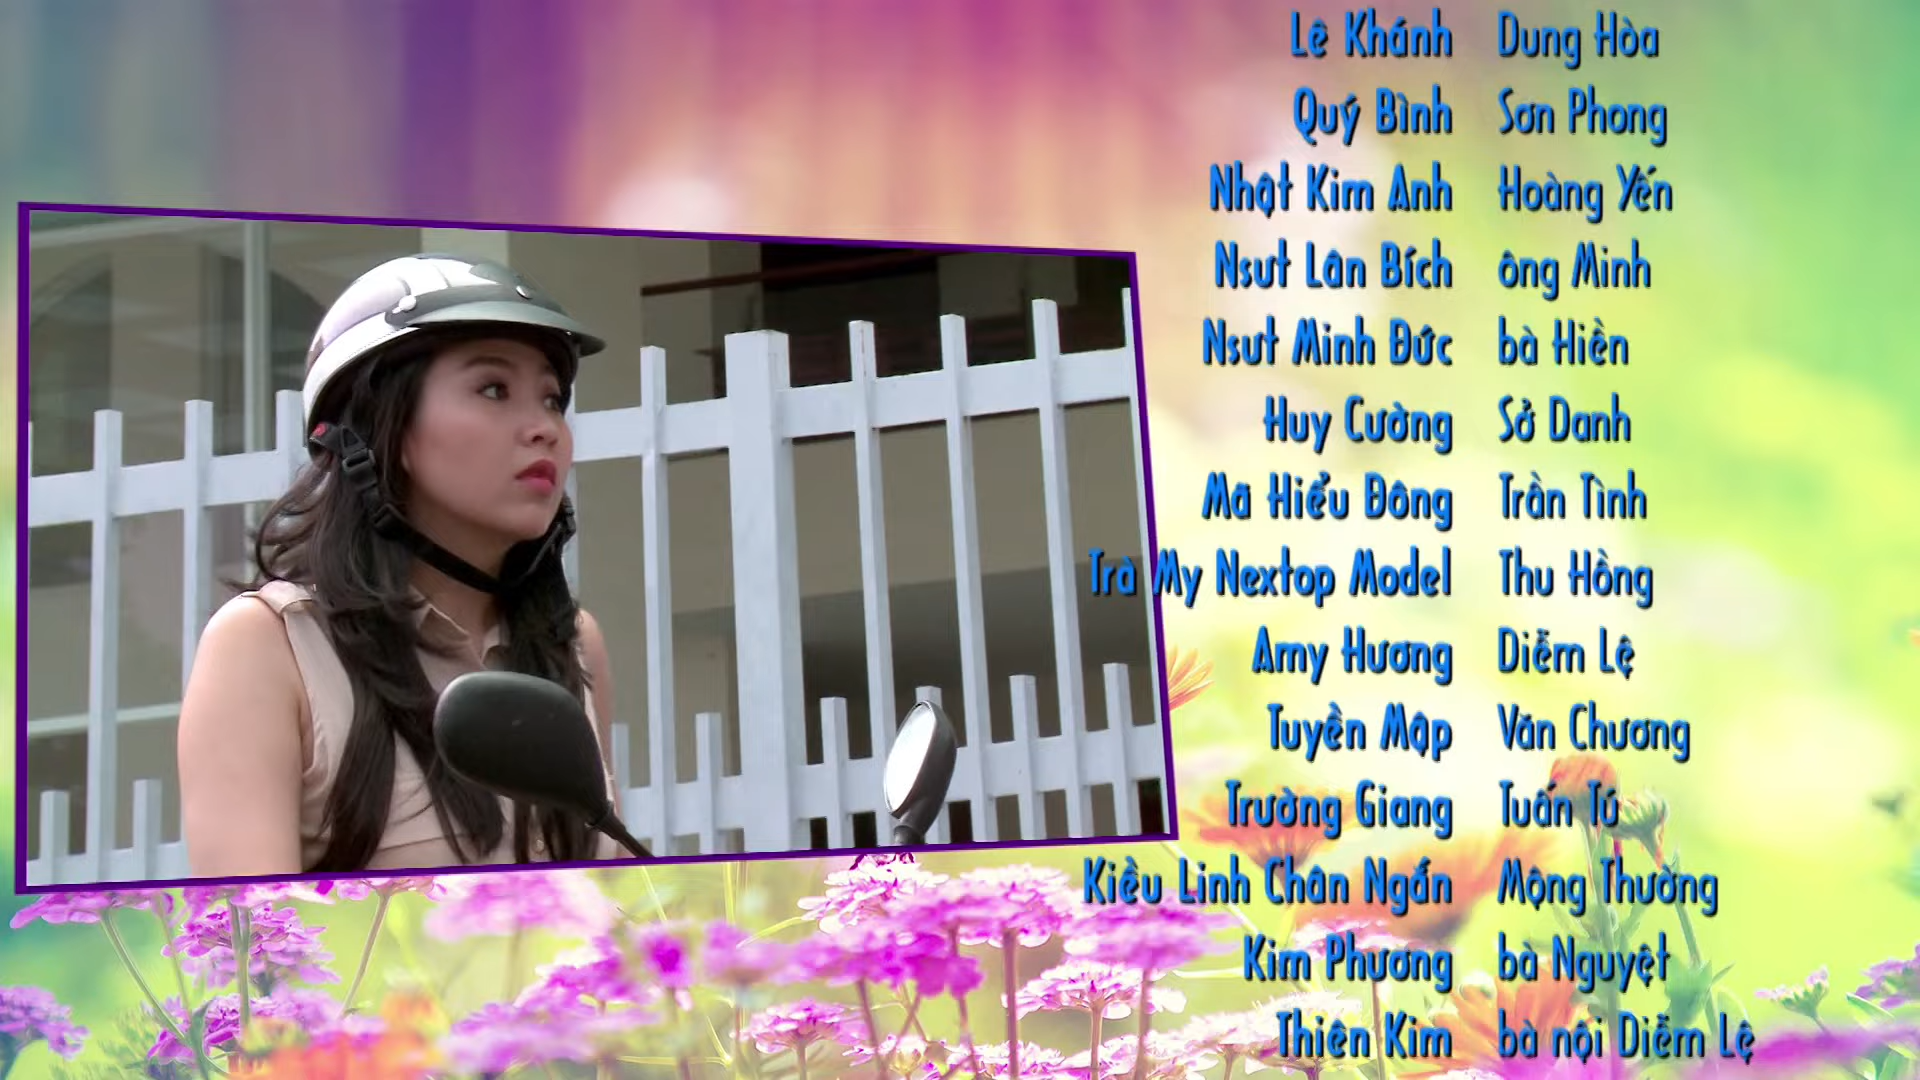 Lê Khánh Dung Hòa
Quý Bình Sơn Phong
Nhật Kim Anh Hoàng Yến
Nsưt Lân Bích ông Minh
Nsưt Minh Đức bà Hiền
Huy Cường Sở Danh
Mã Hiểu Đông Trần Tình
Trà My Nextop Model Thu Hồng
Amy Hương Diễm Lệ
Tuyền Mập Văn Chương
Trường Giang Tuấn Tú
Kiều Linh Chân Ngắn Mộng Thường
Kim Phương bà Nguyệt
Thiên Kim bà nội Diễm Lệ